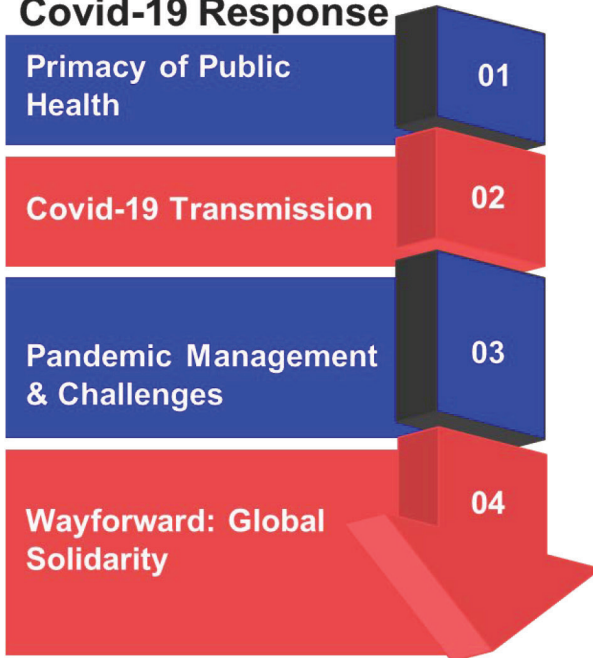 Covid-19 Response
Primacy of Public
Health
01
Covid-19 Transmission
02
Pandemic Management
& Challenges
03
Wayforward: Global
Solidarity
04